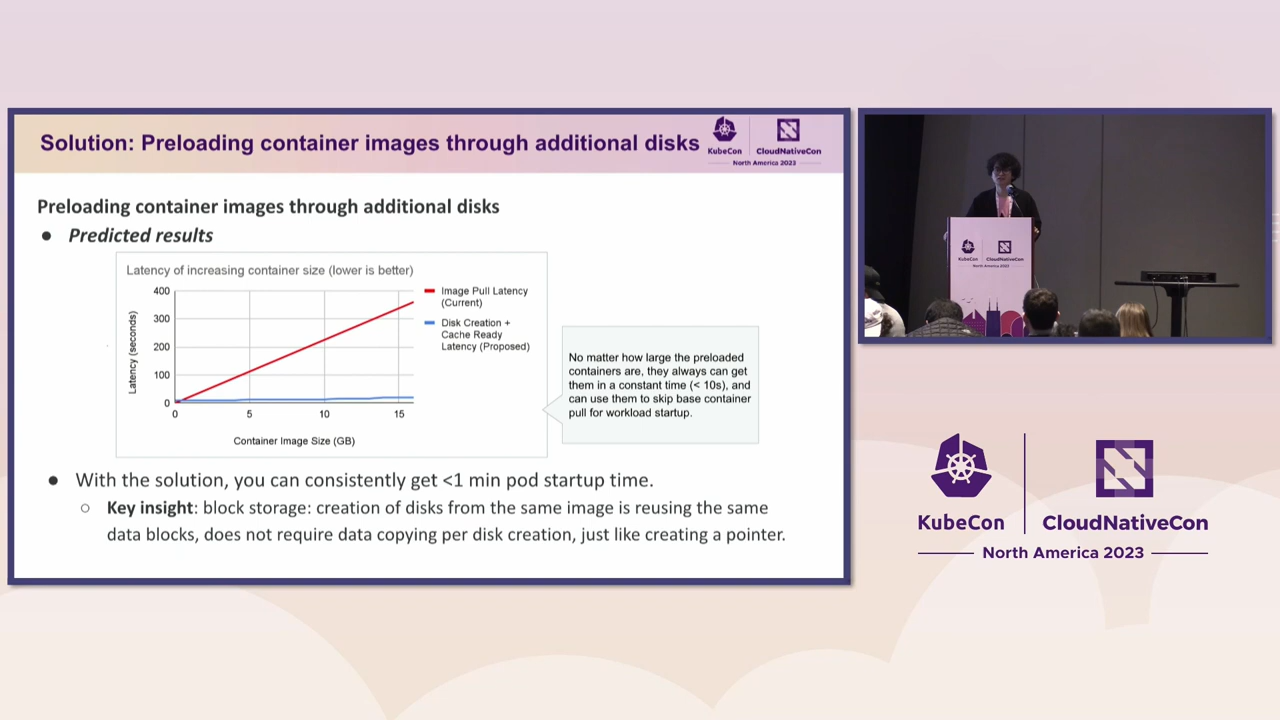 Solution: Preloading container images through additional disks
KubeCon
CloudNativeCon
North America 2023
Preloading container images through additional disks
● Predicted results
Latency of increasing container size (lower is better)
400
300
200
100
0
Latency (seconds)
0
5
10
15
Container Image Size (GB)
Image Pull Latency
(Current)
Disk Creation +
Cache Ready
Latency (Proposed)
No matter how large the preloaded
containers are, they always can get
them in a constant time (< 10s), and
can use them to skip base container
pull for workload startup.
● With the solution, you can consistently get <1 min pod startup time.
○ Key insight: block storage: creation of disks from the same image is reusing the same
data blocks, does not require data copying per disk creation, just like creating a pointer.
KubeCon
CloudNativeCon
North America 2023
KubeCon
CloudNativeCon
North America 2023